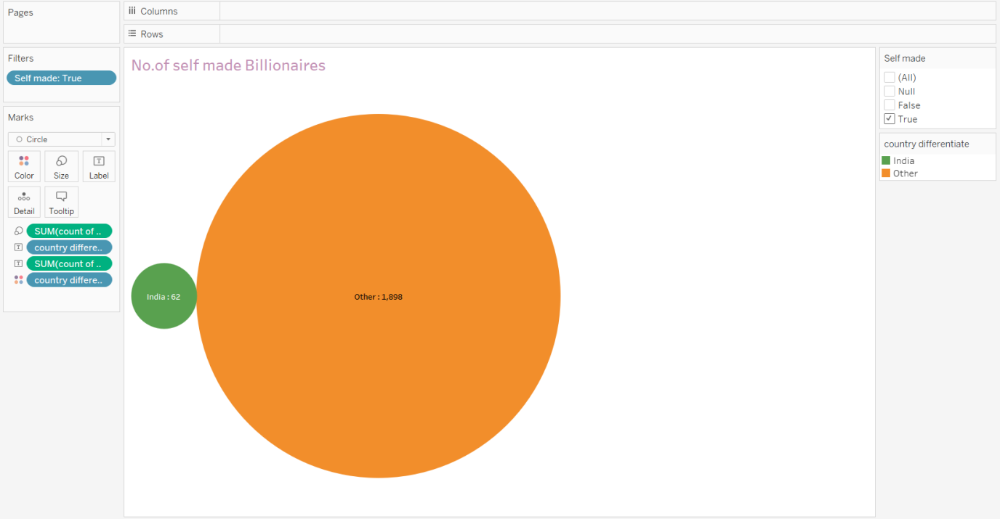 Pages
Columns
Rows
Filters
Self made: True
Marks
Circle
Color
Size
Label
Detail
Tooltip
SUM(count of ..
country differe..
SUM(count of ..
country differe..
No.of self made Billionaires
India : 62
Other : 1,898
Self made
(All)
Null
False
True
country differentiate
India
Other